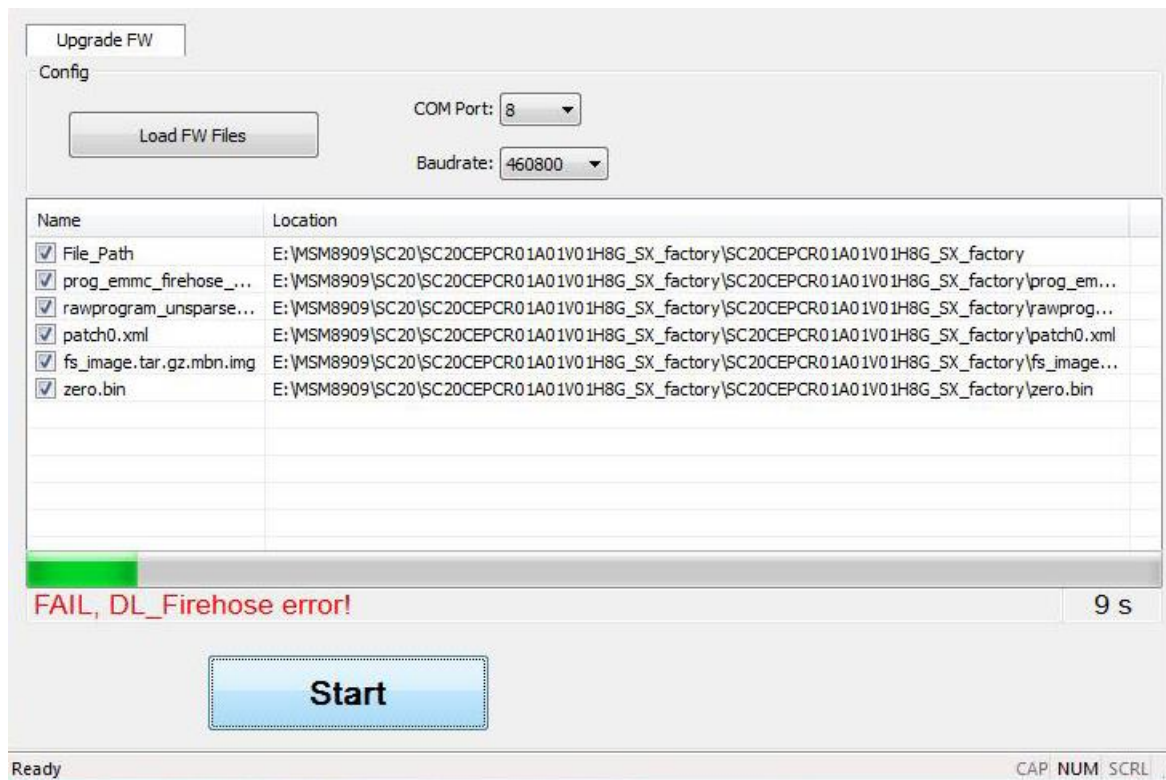 Upgrade FW
Config
Load FW Files
COM Port: 8
Baudrate: 460800
Name Location
File_Path E:\MSM8909\SC20\SC20CEPCR01A01V01H8G_SX_factory\SC20CEPCR01A01V01H8G_SX_factory
prog_emmc_firehose_... E:\MSM8909\SC20\SC20CEPCR01A01V01H8G_SX_factory\SC20CEPCR01A01V01H8G_SX_factory\prog_em...
rawprogram_unsparse... E:\MSM8909\SC20\SC20CEPCR01A01V01H8G_SX_factory\SC20CEPCR01A01V01H8G_SX_factory\rawprog...
patch0.xml E:\MSM8909\SC20\SC20CEPCR01A01V01H8G_SX_factory\SC20CEPCR01A01V01H8G_SX_factory\patch0.xml
fs_image.tar.gz.mbn.img E:\MSM8909\SC20\SC20CEPCR01A01V01H8G_SX_factory\SC20CEPCR01A01V01H8G_SX_factory\fs_image...
zero.bin E:\MSM8909\SC20\SC20CEPCR01A01V01H8G_SX_factory\SC20CEPCR01A01V01H8G_SX_factory\zero.bin
FAIL, DL_Firehose error! 9 s
Start
Ready CAP NUM SCRL